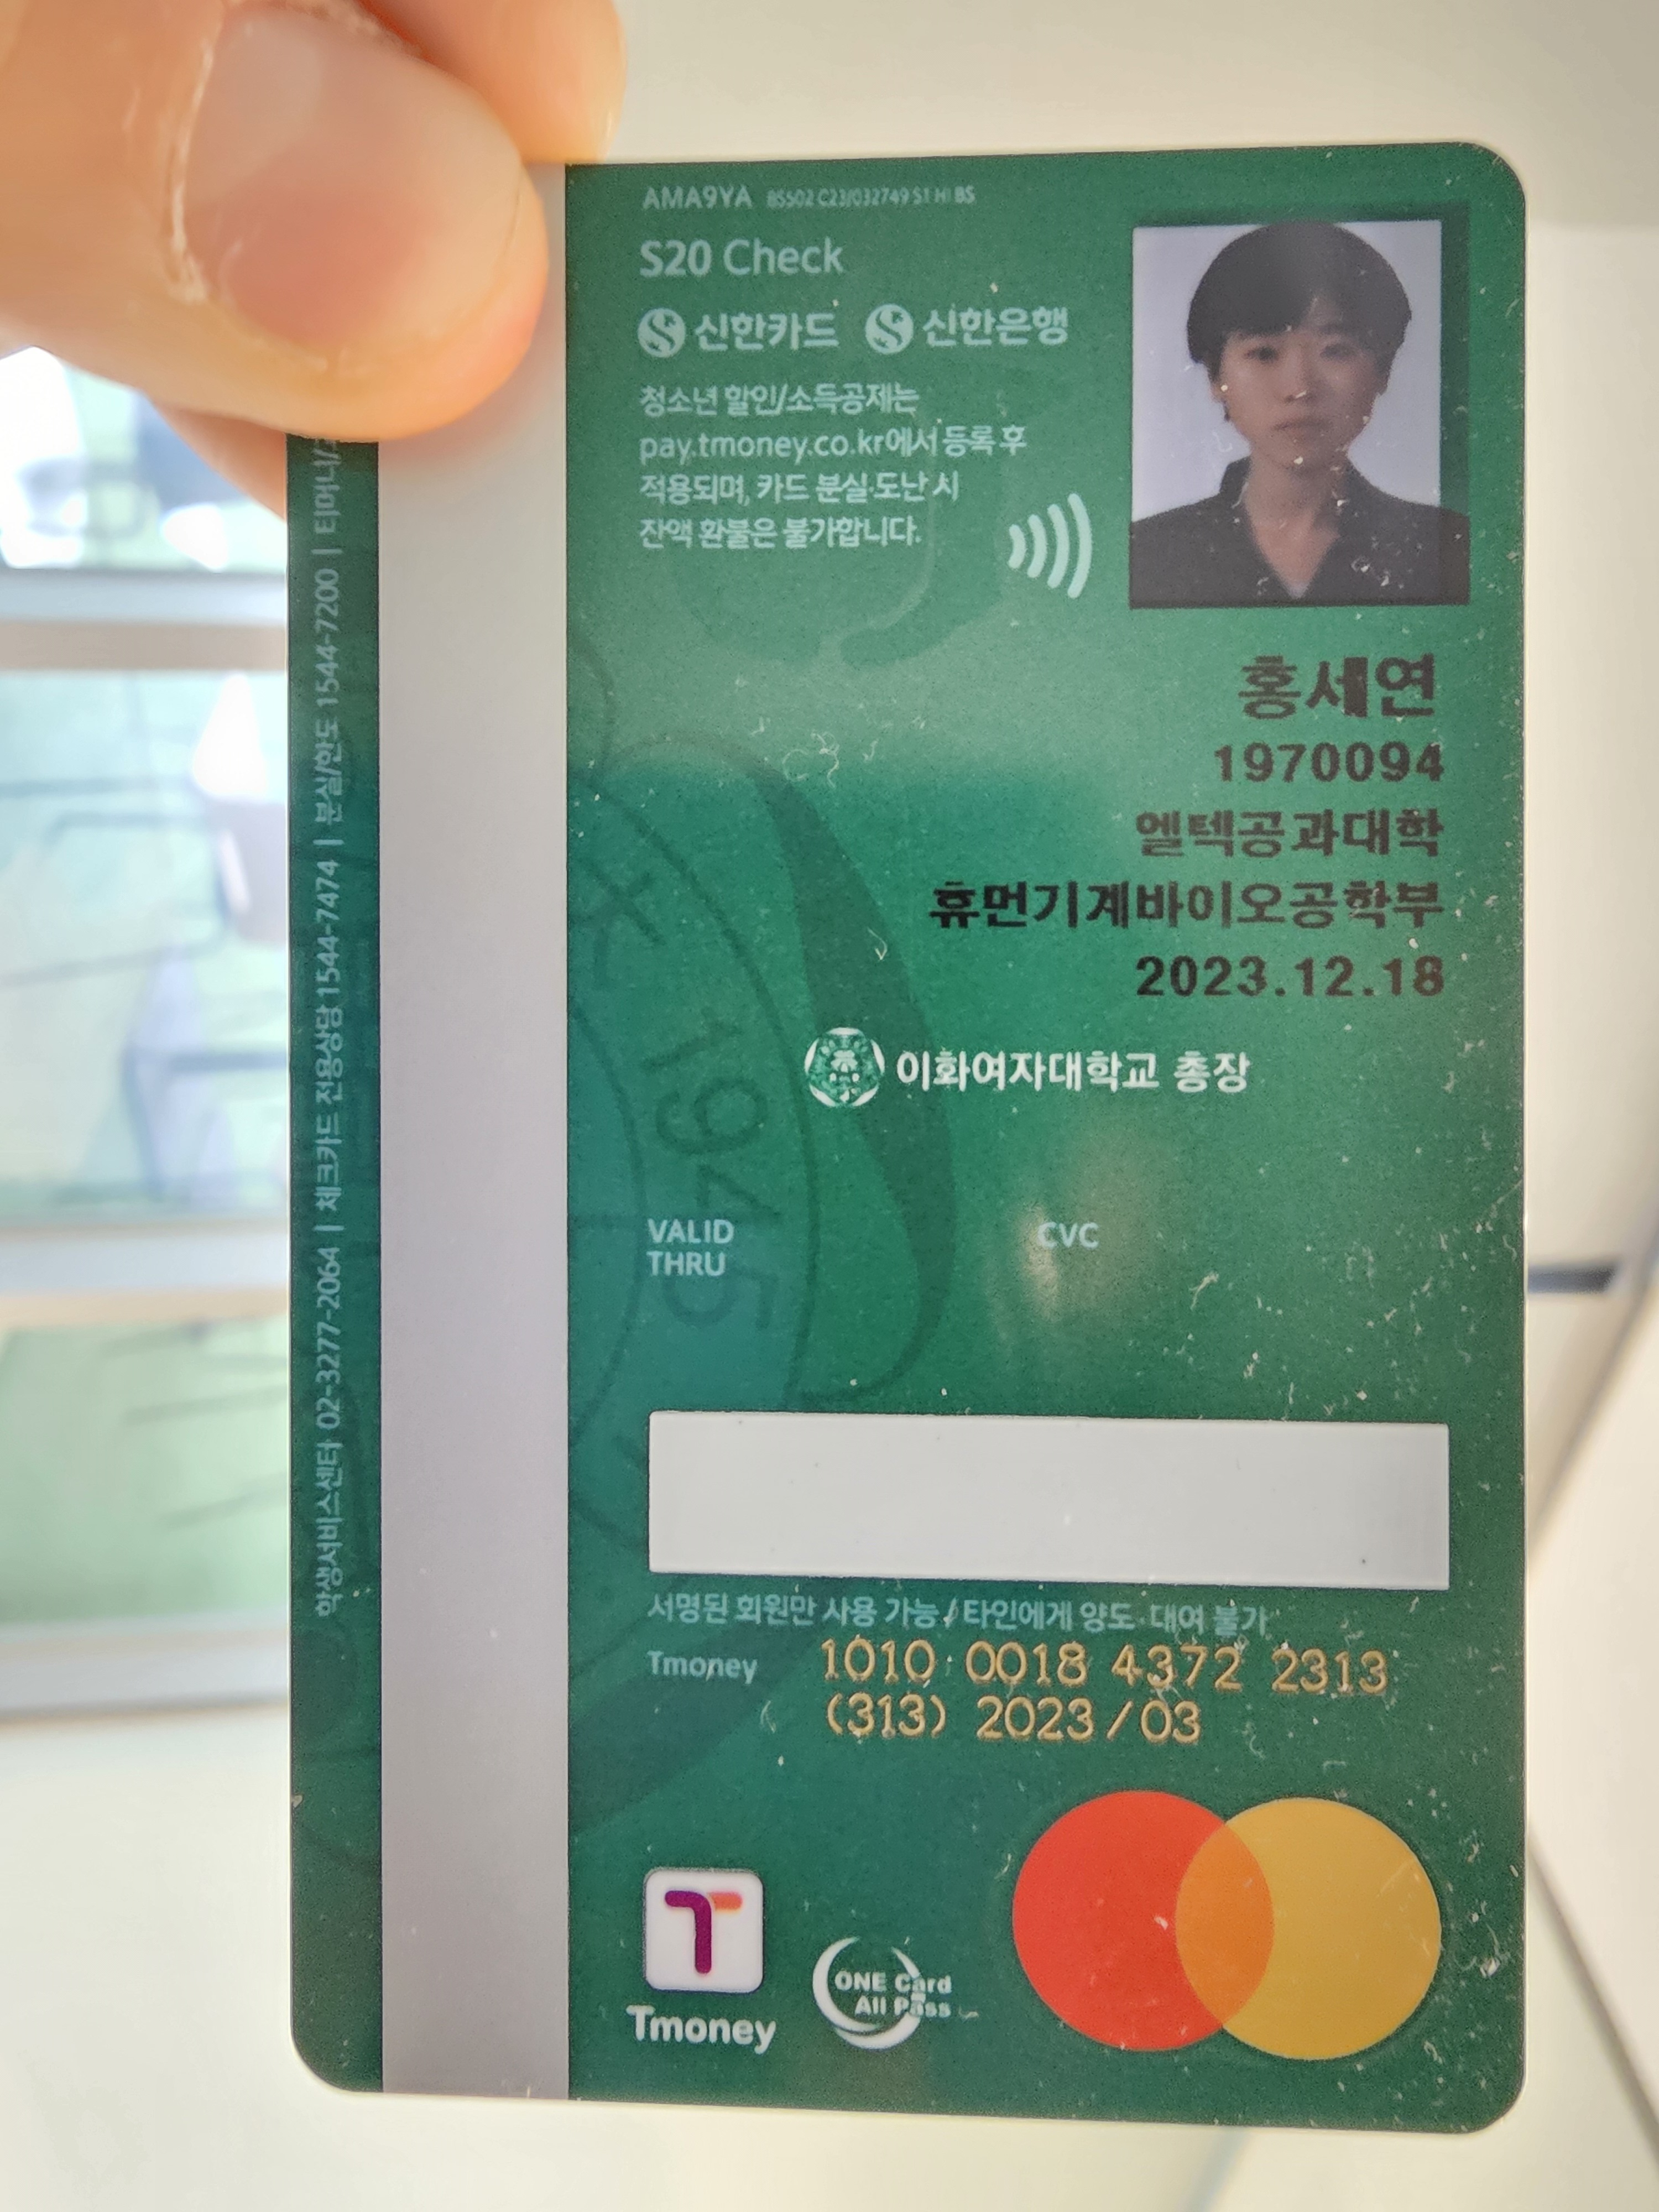 AMA9YA 85502 C23/032749 S1 HI BS
S20 Check
신한카드 신한은행
청소년 할인/소득공제는
pay.tmoney.co.kr에서 등록 후
적용되며, 카드 분실·도난 시
잔액 환불은 불가합니다.
홍세연
1970094
엘텍공과대학
휴먼기계바이오공학부
2023.12.18
이화여자대학교 총장
1945
VALID
THRU
CVC
서명된 회원만 사용 가능 / 타인에게 양도·대여 불가
Tmoney 1010 0018 4372 2313
(313) 2023/03
Tmoney
ONE Card
All Pass
학생서비스센터 02-3277-2064 | 체크카드 전용상담 1544-7474 | 분실/한도 1544-7200 | 티머니/